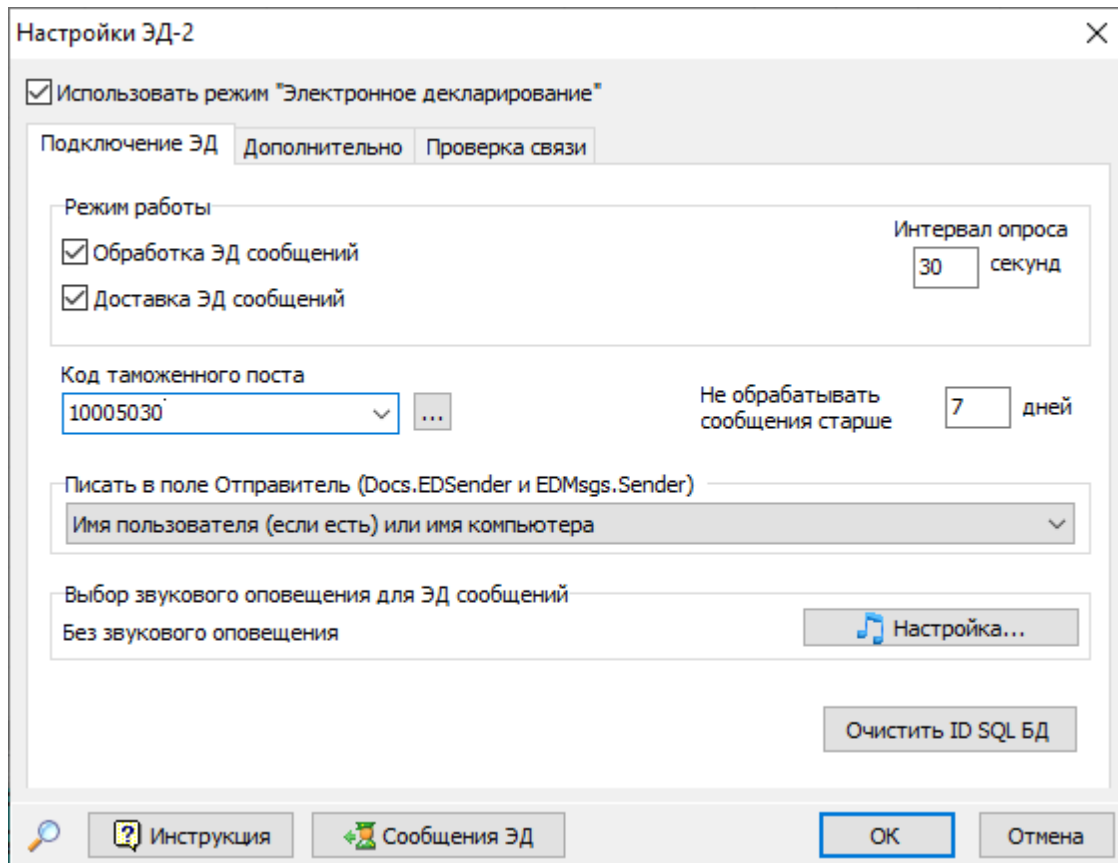 Настройки ЭД-2
Использовать режим "Электронное декларирование"
Подключение ЭД Дополнительно Проверка связи
Режим работы
Интервал опроса
Обработка ЭД сообщений
30 секунд
Доставка ЭД сообщений
Код таможенного поста
10005030
...
Не обрабатывать
сообщения старше
7 дней
Писать в поле Отправитель (Docs.EDSender и EDMsgs.Sender)
Имя пользователя (если есть) или имя компьютера
Выбор звукового оповещения для ЭД сообщений
Без звукового оповещения
Настройка...
Очистить ID SQL БД
Инструкция Сообщения ЭД OK Отмена